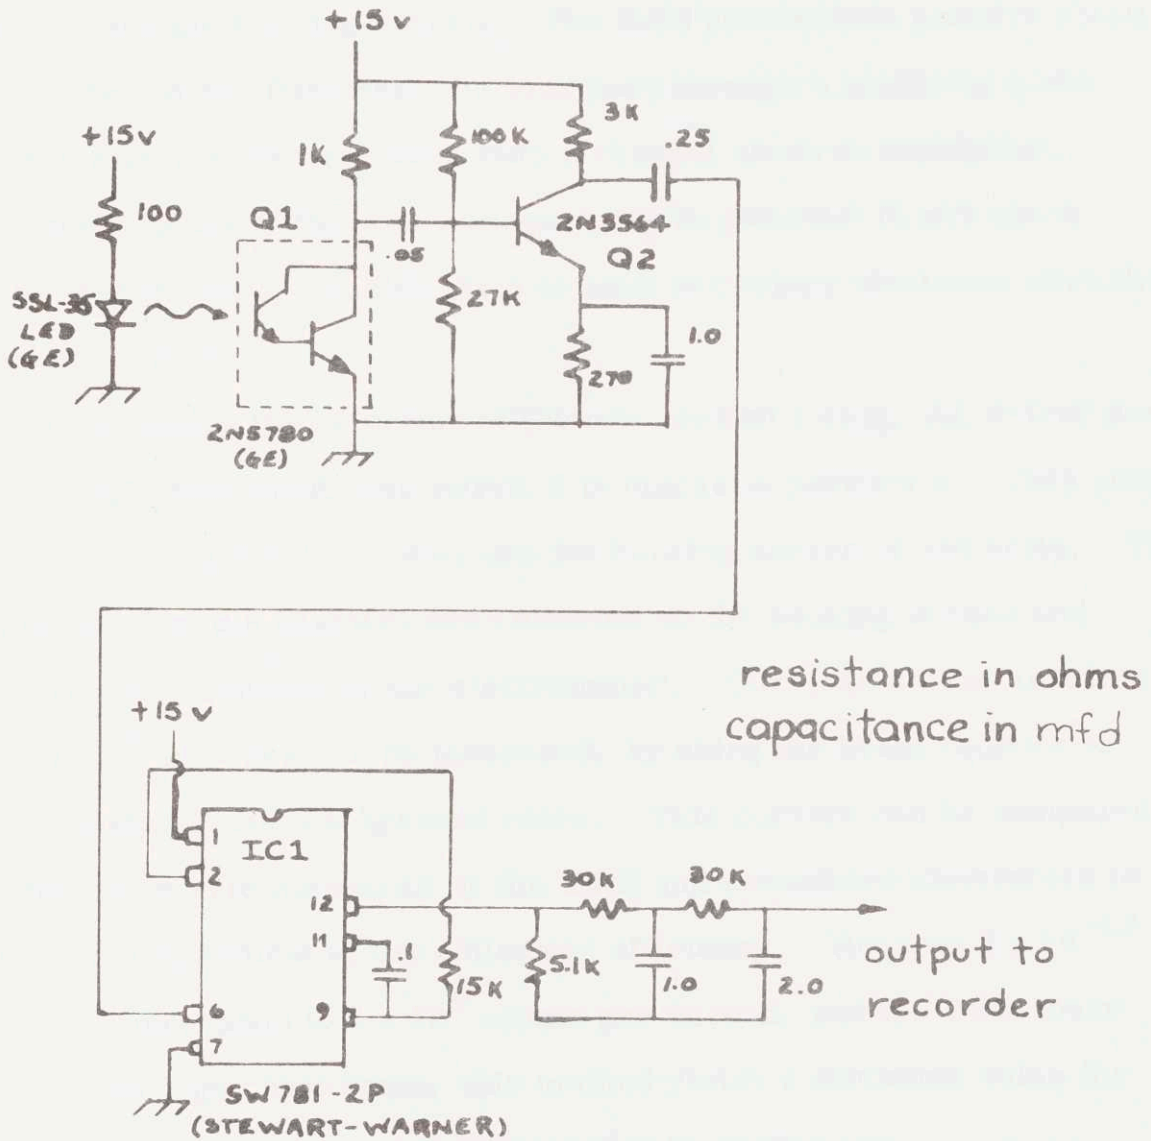 +15v
+15v
100
SSL-35
LED
(GE)
Q1
1K
100K
3K
.25
.05
2N3564
Q2
27K
270
1.0
2N5780
(GE)
resistance in ohms
capacitance in mfd
+15v
1
IC1
2
12
11
.1
15K
9
6
7
30K
30K
5.1K
1.0
2.0
output to
recorder
SW781-2P
(STEWART-WARNER)